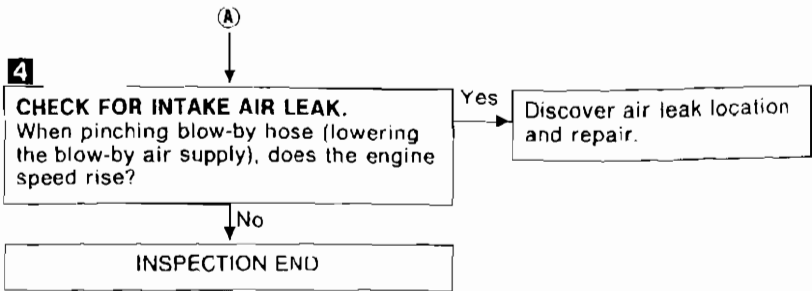 A
4
CHECK FOR INTAKE AIR LEAK.
When pinching blow-by hose (lowering
the blow-by air supply), does the engine
speed rise?
Yes
Discover air leak location
and repair.
No
INSPECTION END